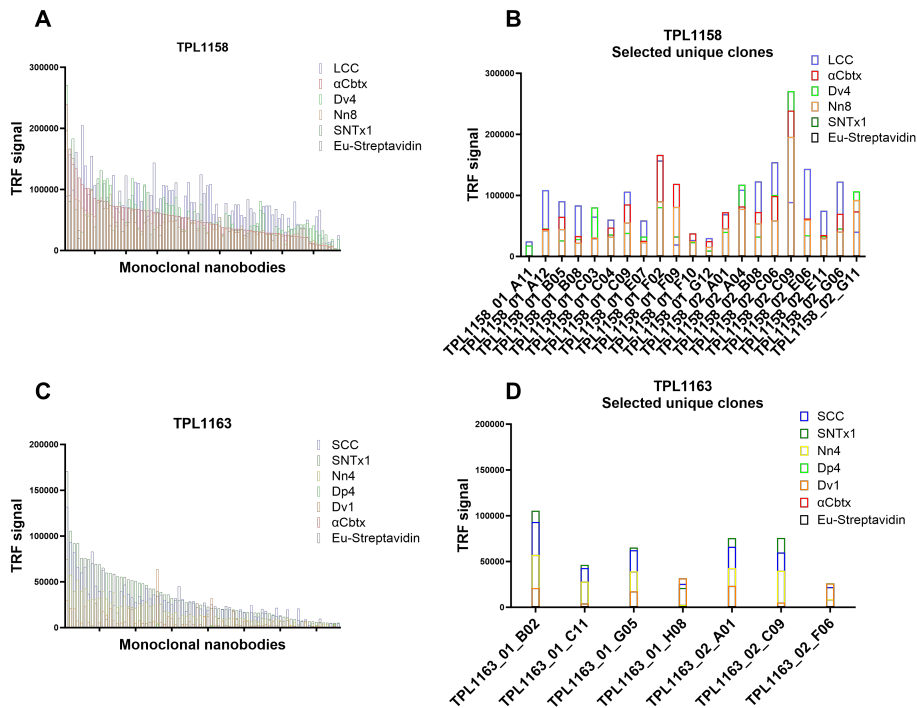 A
TPL1158
300000
200000
100000
0
TRF signal
Monoclonal nanobodies
LCC
αCbtx
Dv4
Nn8
SNTx1
Eu-Streptavidin
B
TPL1158
Selected unique clones
300000
200000
100000
0
TRF signal
LCC
αCbtx
Dv4
Nn8
SNTx1
Eu-Streptavidin
TPL1158_01_A11
TPL1158_01_A12
TPL1158_01_B05
TPL1158_01_B08
TPL1158_01_C03
TPL1158_01_C04
TPL1158_01_C09
TPL1158_01_E07
TPL1158_01_F02
TPL1158_01_F09
TPL1158_01_F10
TPL1158_01_G12
TPL1158_02_A01
TPL1158_02_A04
TPL1158_02_B08
TPL1158_02_C06
TPL1158_02_C09
TPL1158_02_E06
TPL1158_02_E11
TPL1158_02_G06
TPL1158_02_G11
C
TPL1163
200000
150000
100000
50000
0
TRF signal
Monoclonal nanobodies
SCC
SNTx1
Nn4
Dp4
Dv1
αCbtx
Eu-Streptavidin
D
TPL1163
Selected unique clones
200000
150000
100000
50000
0
TRF signal
SCC
SNTx1
Nn4
Dp4
Dv1
αCbtx
Eu-Streptavidin
TPL1163_01_B02
TPL1163_01_C11
TPL1163_01_G05
TPL1163_01_H08
TPL1163_02_A01
TPL1163_02_C09
TPL1163_02_F06